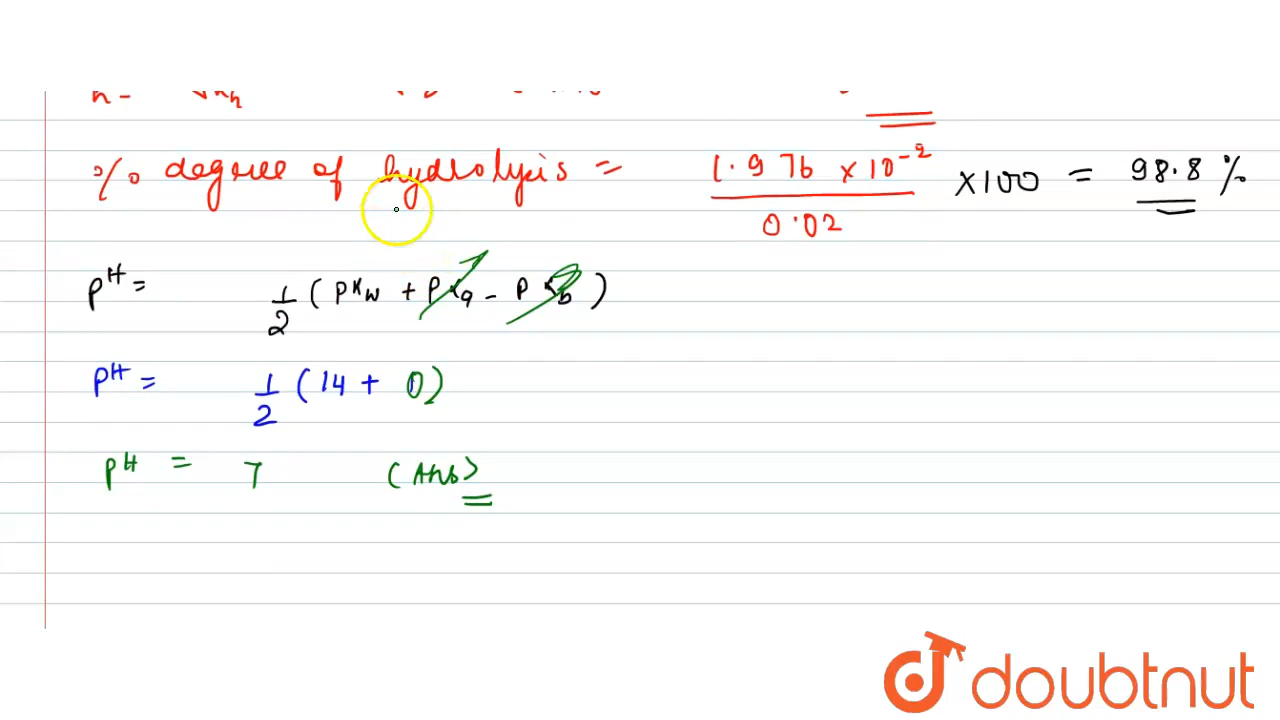 % degree of hydrolysis = 1.976 × 10⁻² / 0.02 × 100 = 98.8 %
pH = 1/2 ( pKw + pKa - pKb )
pH = 1/2 ( 14 + 0 )
pH = 7 (Ans)
doubtnut